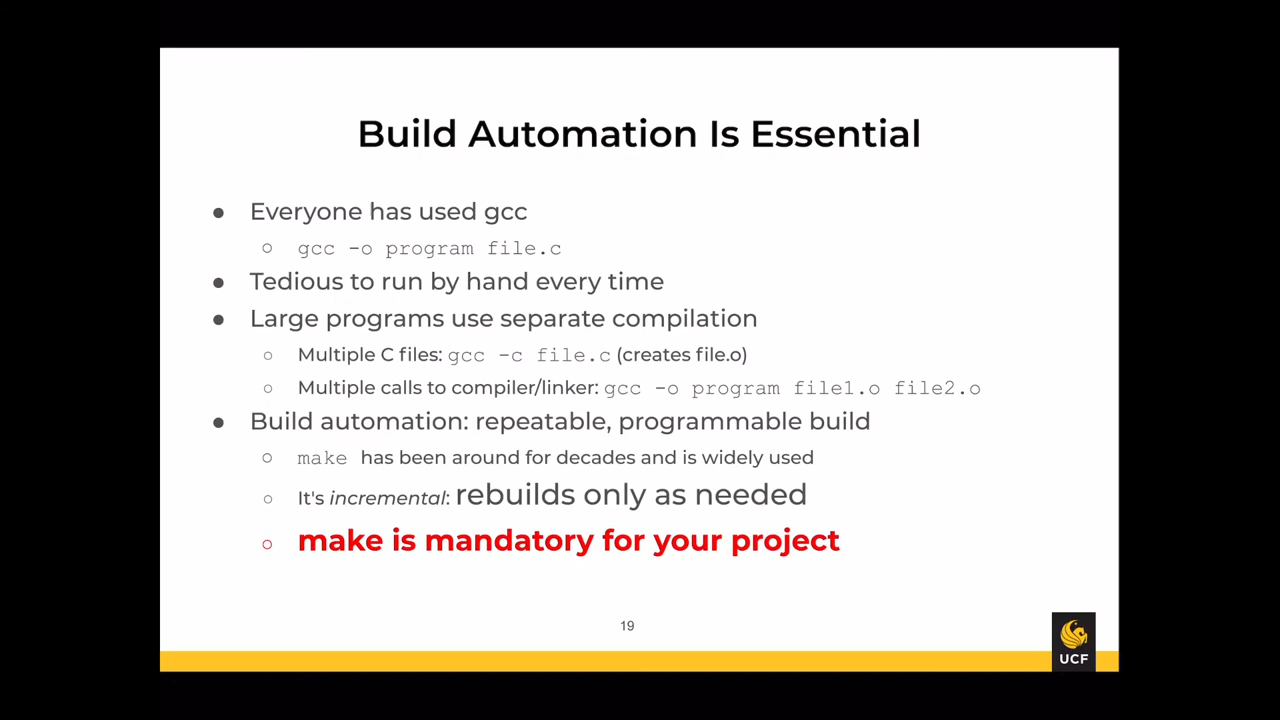 Build Automation Is Essential
● Everyone has used gcc
○ gcc -o program file.c
● Tedious to run by hand every time
● Large programs use separate compilation
○ Multiple C files: gcc -c file.c (creates file.o)
○ Multiple calls to compiler/linker: gcc -o program file1.o file2.o
● Build automation: repeatable, programmable build
○ make has been around for decades and is widely used
○ It's incremental: rebuilds only as needed
○ make is mandatory for your project
19
UCF